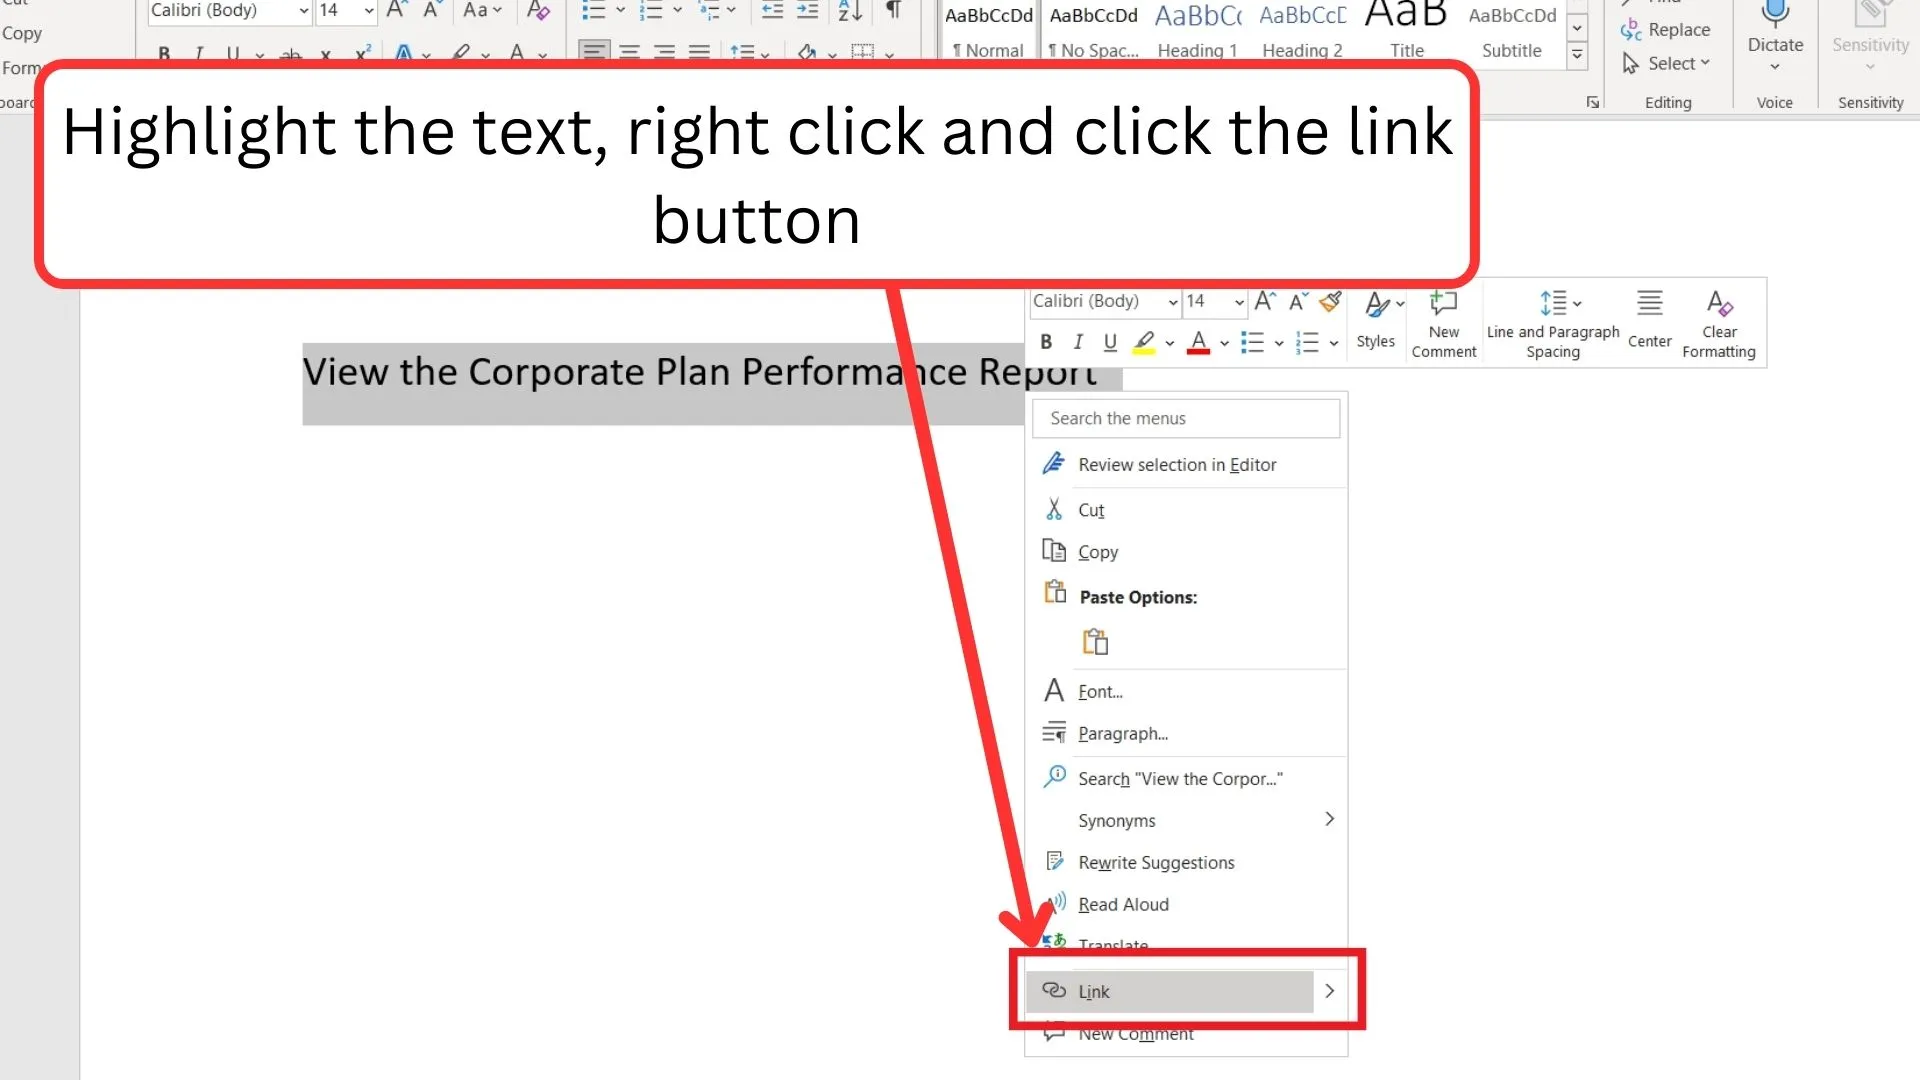 Calibri (Body) 14 Aa
Copy
B I U ab x x² A A
AaBbCcDd AaBbCcDd AaBbC AaBbCcD AaB AaBbCcDd
¶ Normal ¶ No Spac... Heading 1 Heading 2 Title Subtitle
Replace
Select
Editing
Dictate
Voice
Sensitivity
Sensitivity
Highlight the text, right click and click the link
button
Calibri (Body) 14
B I U A
Styles
New
Comment
Line and Paragraph
Spacing
Center
Clear
Formatting
View the Corporate Plan Performance Report
Search the menus
Review selection in Editor
Cut
Copy
Paste Options:
Font...
Paragraph...
Search "View the Corpor..."
Synonyms
Rewrite Suggestions
Read Aloud
Translate
Link
New Comment